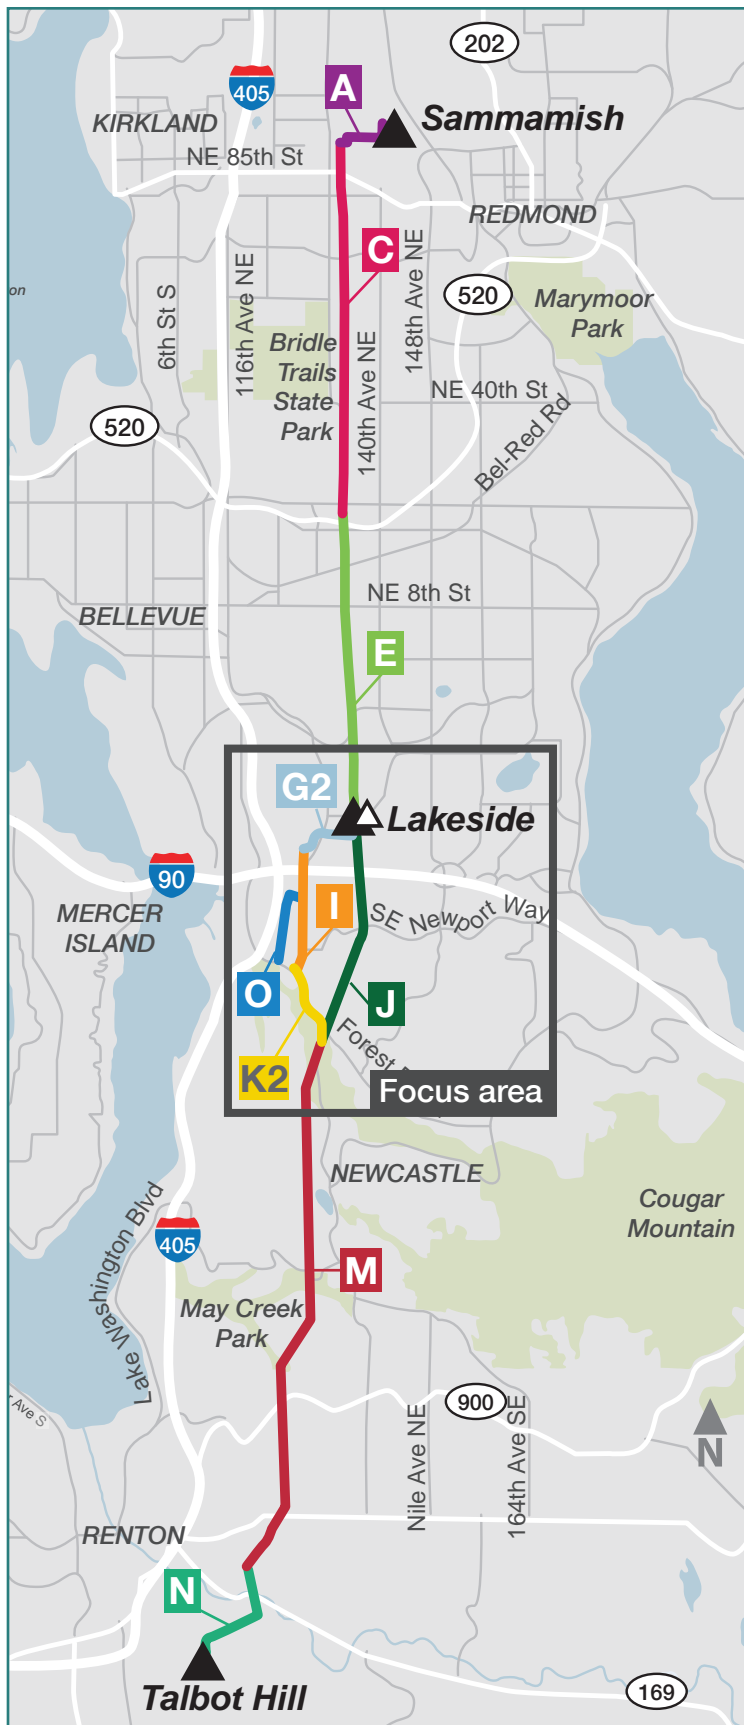 202
A
405
Sammamish
KIRKLAND
NE 85th St
REDMOND
C
on
6th St S
116th Ave NE
148th Ave NE
520
Marymoor
Park
Bridle
Trails
State
Park
140th Ave NE
NE 40th St
520
Bel-Red Rd
NE 8th St
BELLEVUE
E
G2
Lakeside
90
MERCER
ISLAND
I
SE Newport Way
O
J
Forest
K2
Focus area
NEWCASTLE
Cougar
Mountain
Lake Washington Blvd
405
M
May Creek
Park
r Ave S
900
Nile Ave NE
164th Ave SE
N
RENTON
N
Talbot Hill
169